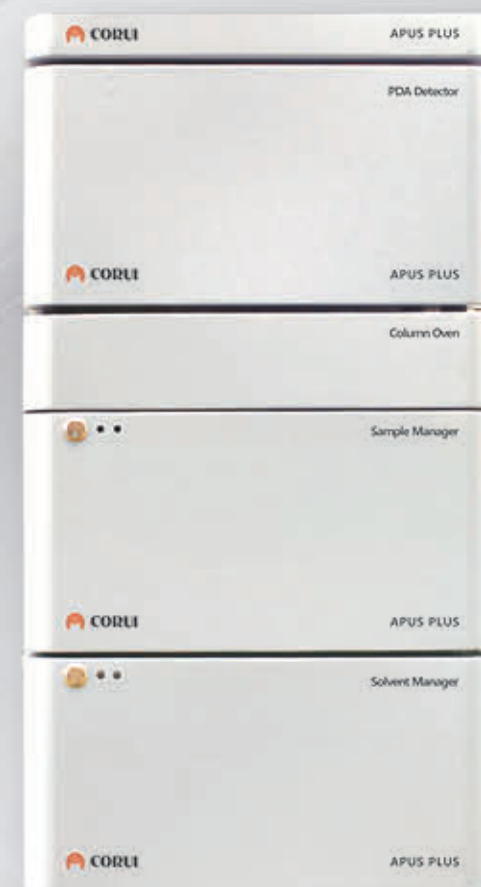 CORUI APUS PLUS
PDA Detector
CORUI APUS PLUS
Column Oven
Sample Manager
CORUI APUS PLUS
Solvent Manager
CORUI APUS PLUS